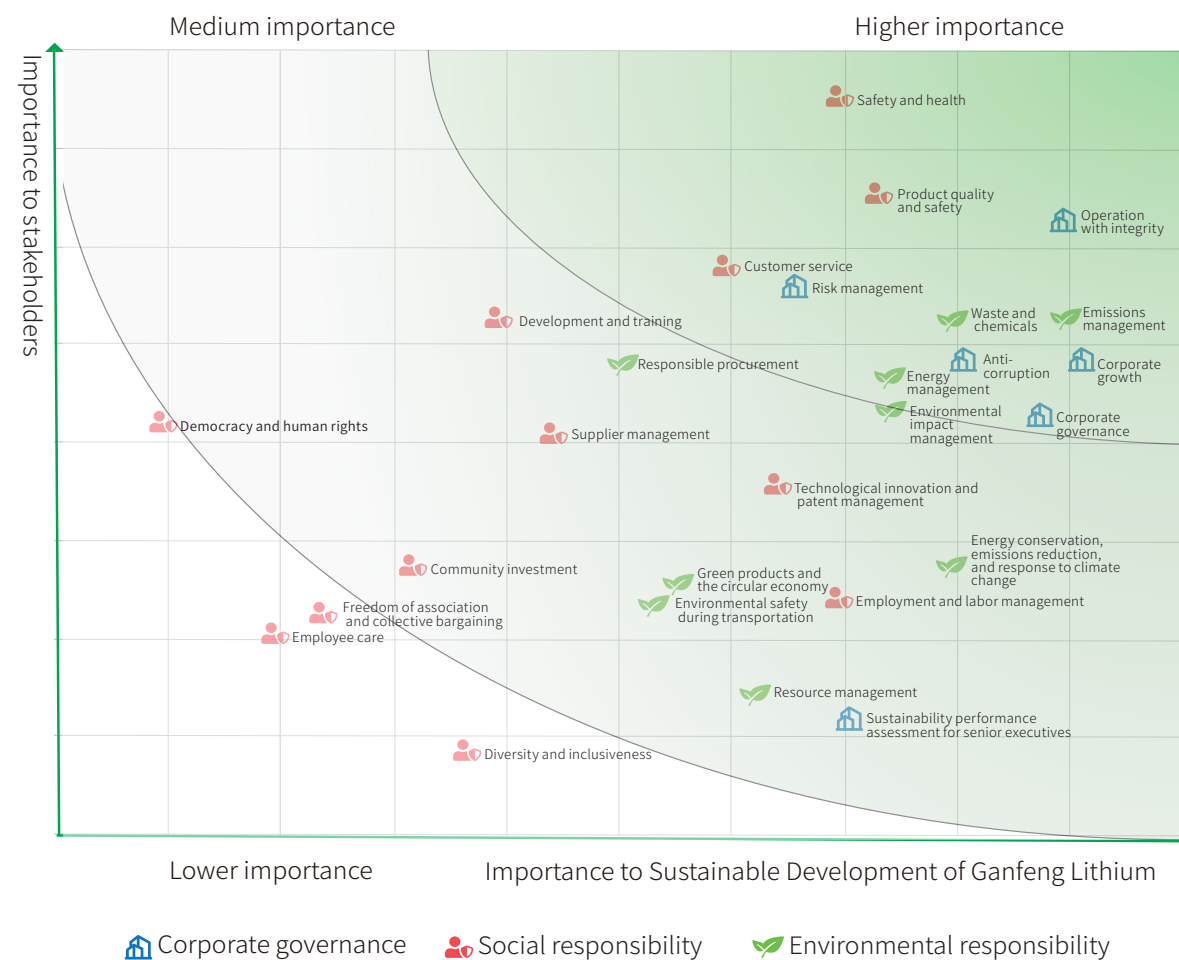 Medium importance
Higher importance
Importance to stakeholders
Safety and health
Product quality
and safety
Operation
with integrity
Customer service
Risk management
Development and training
Waste and
chemicals
Emissions
management
Responsible procurement
Anti-
corruption
Corporate
growth
Energy
management
Environmental
impact
management
Corporate
governance
Democracy and human rights
Supplier management
Technological innovation and
patent management
Energy conservation,
emissions reduction,
and response to climate
change
Community investment
Green products and
the circular economy
Environmental safety
during transportation
Employment and labor management
Freedom of association
and collective bargaining
Employee care
Resource management
Sustainability performance
assessment for senior executives
Diversity and inclusiveness
Lower importance
Importance to Sustainable Development of Ganfeng Lithium
Corporate governance
Social responsibility
Environmental responsibility